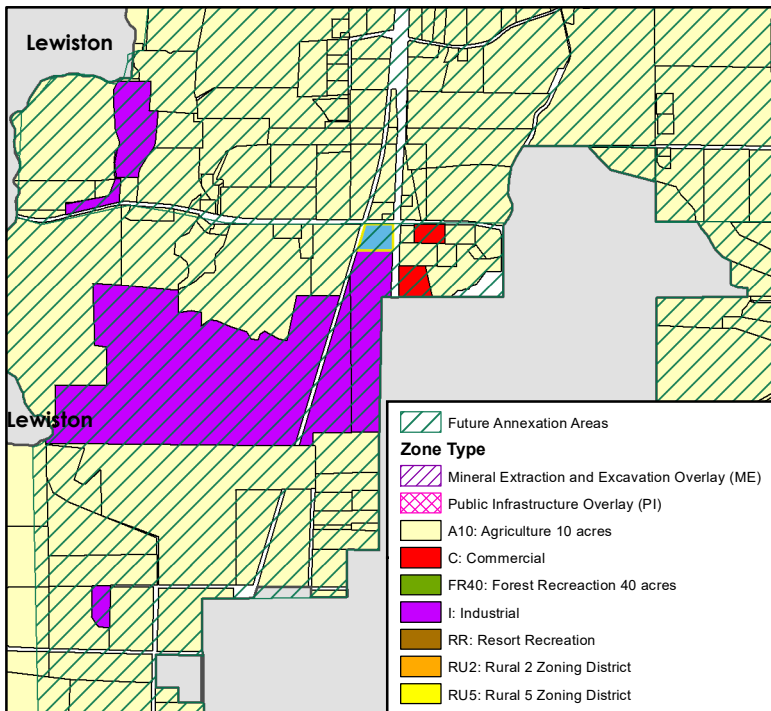 Lewiston
Lewiston
Future Annexation Areas
Zone Type
Mineral Extraction and Excavation Overlay (ME)
Public Infrastructure Overlay (PI)
A10: Agriculture 10 acres
C: Commercial
FR40: Forest Recreaction 40 acres
I: Industrial
RR: Resort Recreation
RU2: Rural 2 Zoning District
RU5: Rural 5 Zoning District